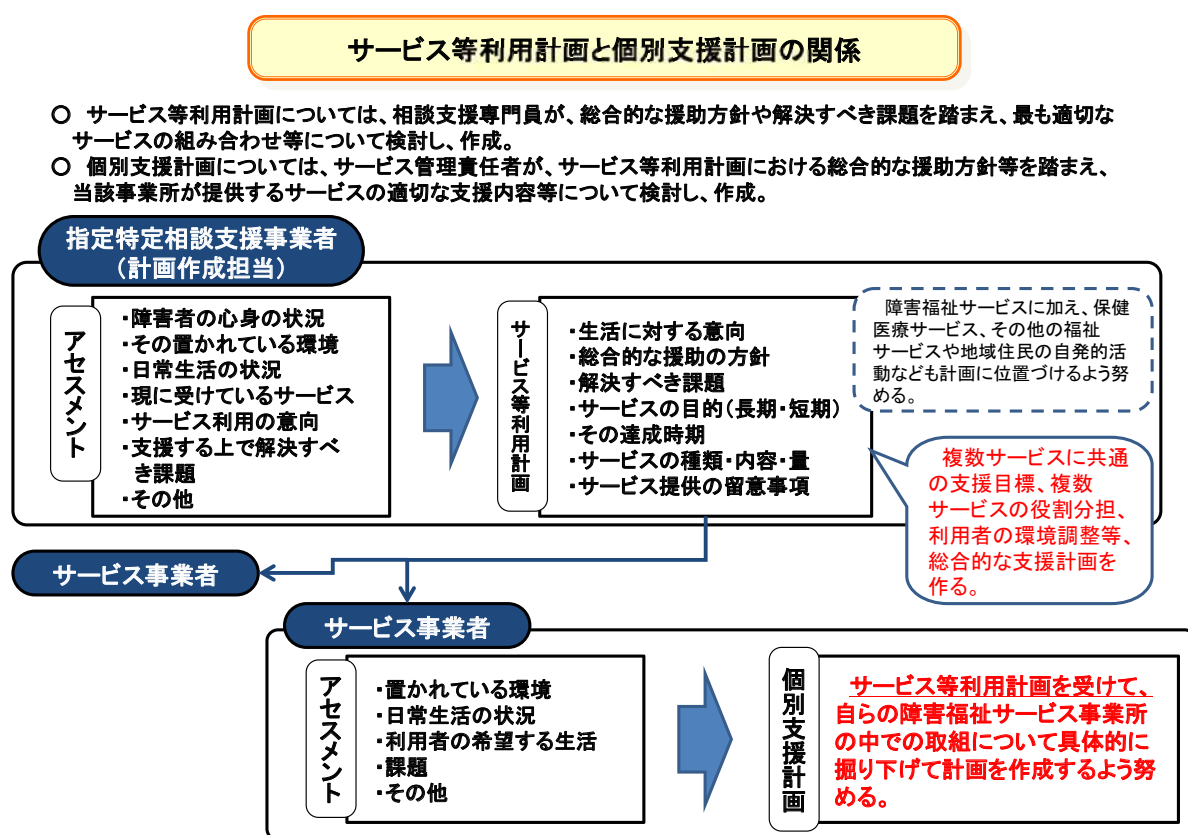 サービス等利用計画と個別支援計画の関係
○ サービス等利用計画については、相談支援専門員が、総合的な援助方針や解決すべき課題を踏まえ、最も適切な
サービスの組み合わせ等について検討し、作成。
○ 個別支援計画については、サービス管理責任者が、サービス等利用計画における総合的な援助方針等を踏まえ、
当該事業所が提供するサービスの適切な支援内容等について検討し、作成。
指定特定相談支援事業者
(計画作成担当)
アセスメント
・障害者の心身の状況
・その置かれている環境
・日常生活の状況
・現に受けているサービス
・サービス利用の意向
・支援する上で解決すべ
き課題
・その他
サービス等利用計画
・生活に対する意向
・総合的な援助の方針
・解決すべき課題
・サービスの目的(長期・短期)
・その達成時期
・サービスの種類・内容・量
・サービス提供の留意事項
障害福祉サービスに加え、保健
医療サービス、その他の福祉
サービスや地域住民の自発的活
動なども計画に位置づけるよう努
める。
複数サービスに共通
の支援目標、複数
サービスの役割分担、
利用者の環境調整等、
総合的な支援計画を
作る。
サービス事業者
サービス事業者
アセスメント
・置かれている環境
・日常生活の状況
・利用者の希望する生活
・課題
・その他
個別支援計画
サービス等利用計画を受けて、
自らの障害福祉サービス事業所
の中での取組について具体的に
掘り下げて計画を作成するよう努
める。